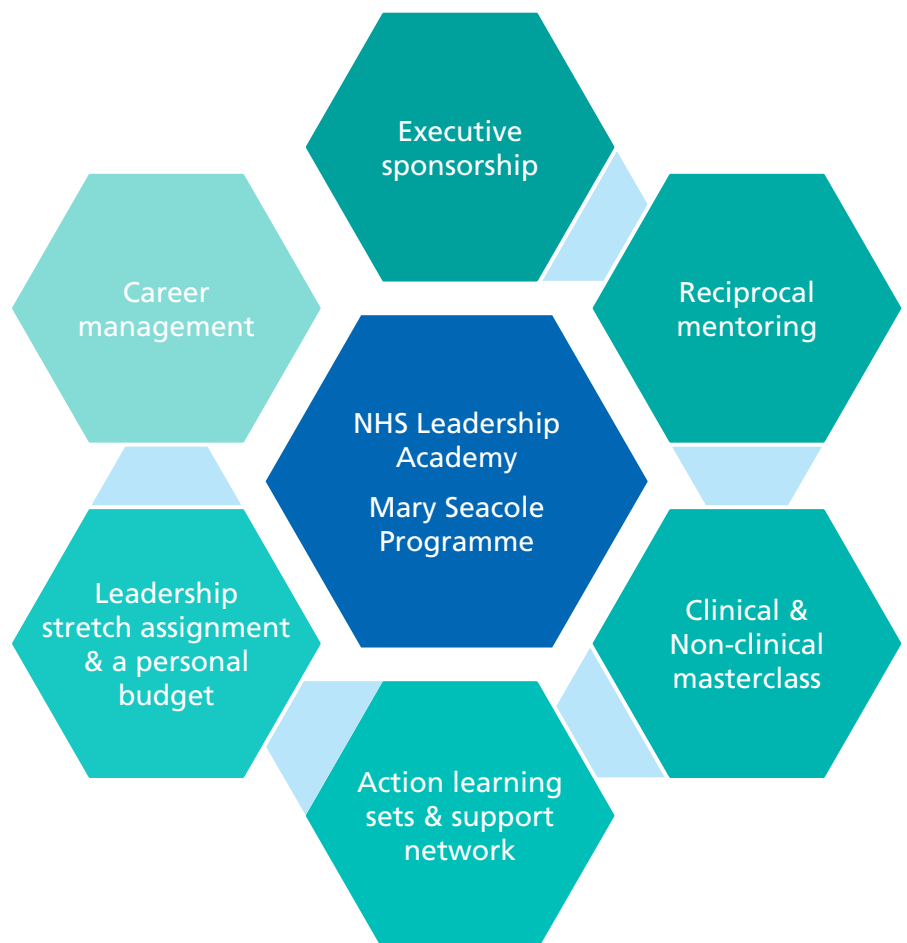 Executive
sponsorship
Career
management
Reciprocal
mentoring
NHS Leadership
Academy
Mary Seacole
Programme
Leadership
stretch assignment
& a personal
budget
Clinical &
Non-clinical
masterclass
Action learning
sets & support
network